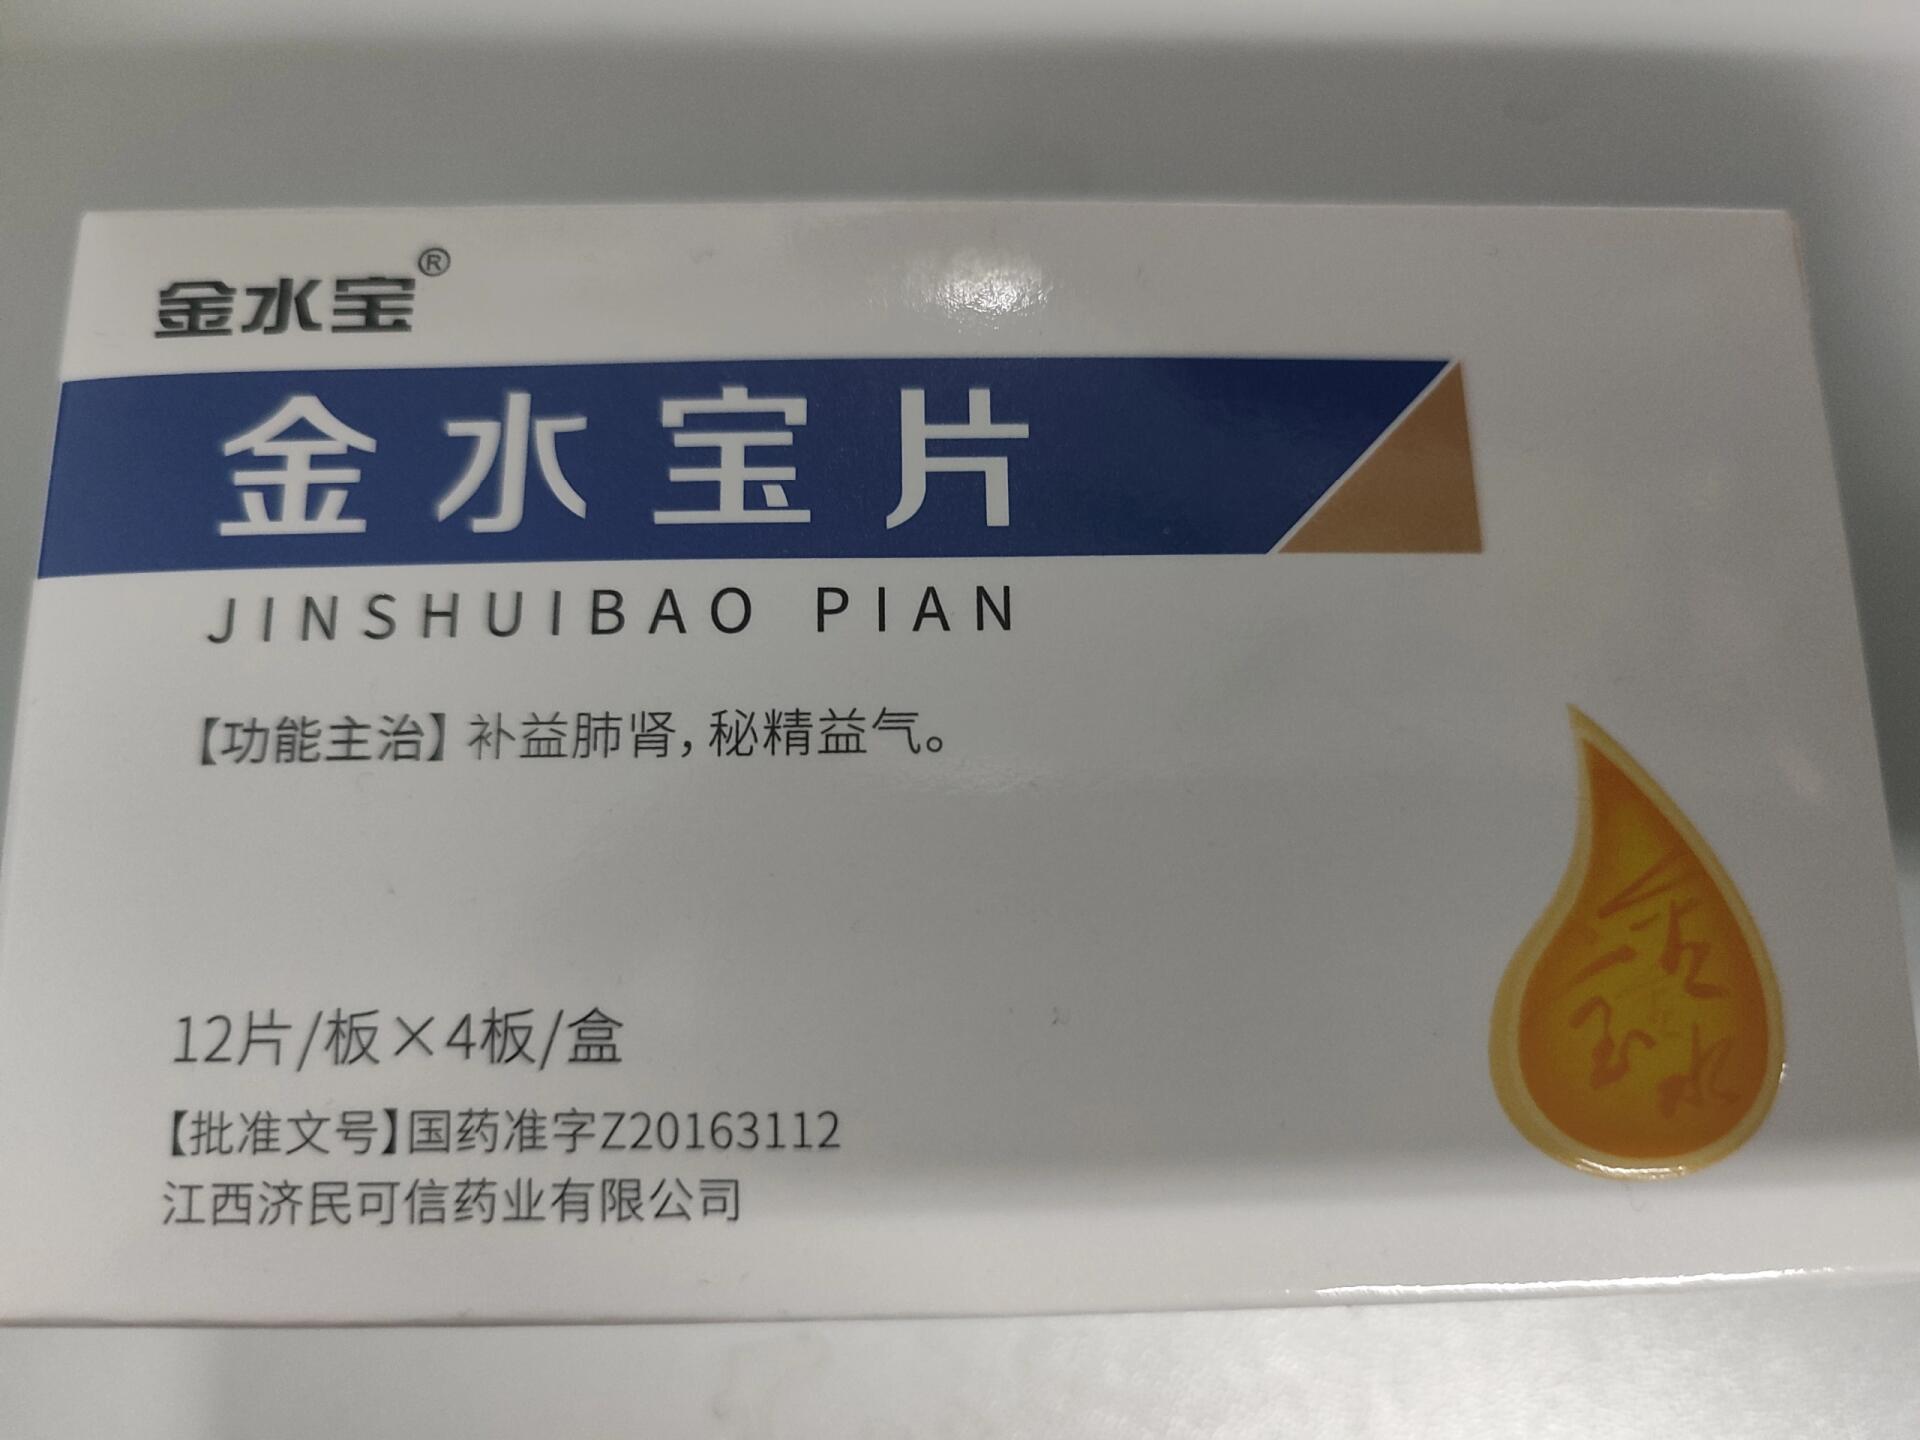 金水宝®
金水宝片
JINSHUIBAO PIAN
【功能主治】补益肺肾,秘精益气。
12片/板×4板/盒
【批准文号】国药准字Z20163112
江西济民可信药业有限公司
金
水
宝